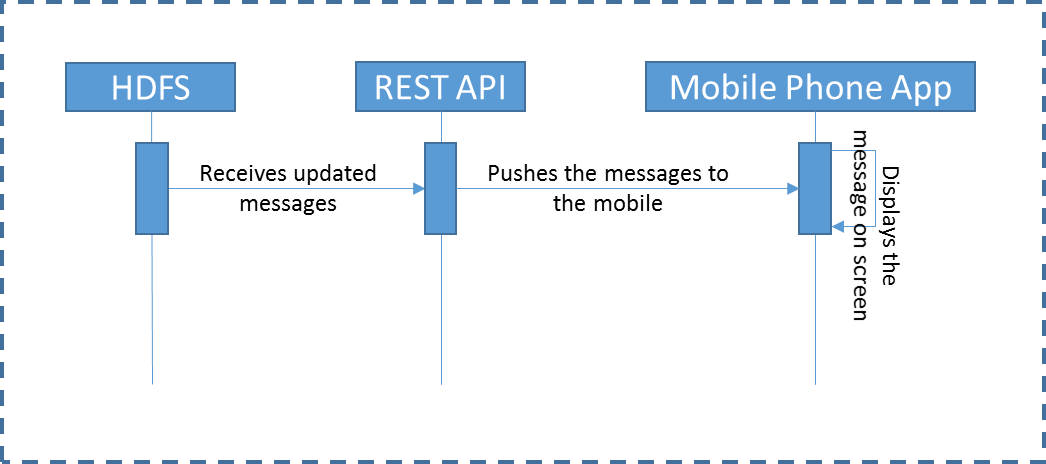 HDFS
REST API
Mobile Phone App
Receives updated
messages
Pushes the messages to
the mobile
Displays the
message on screen